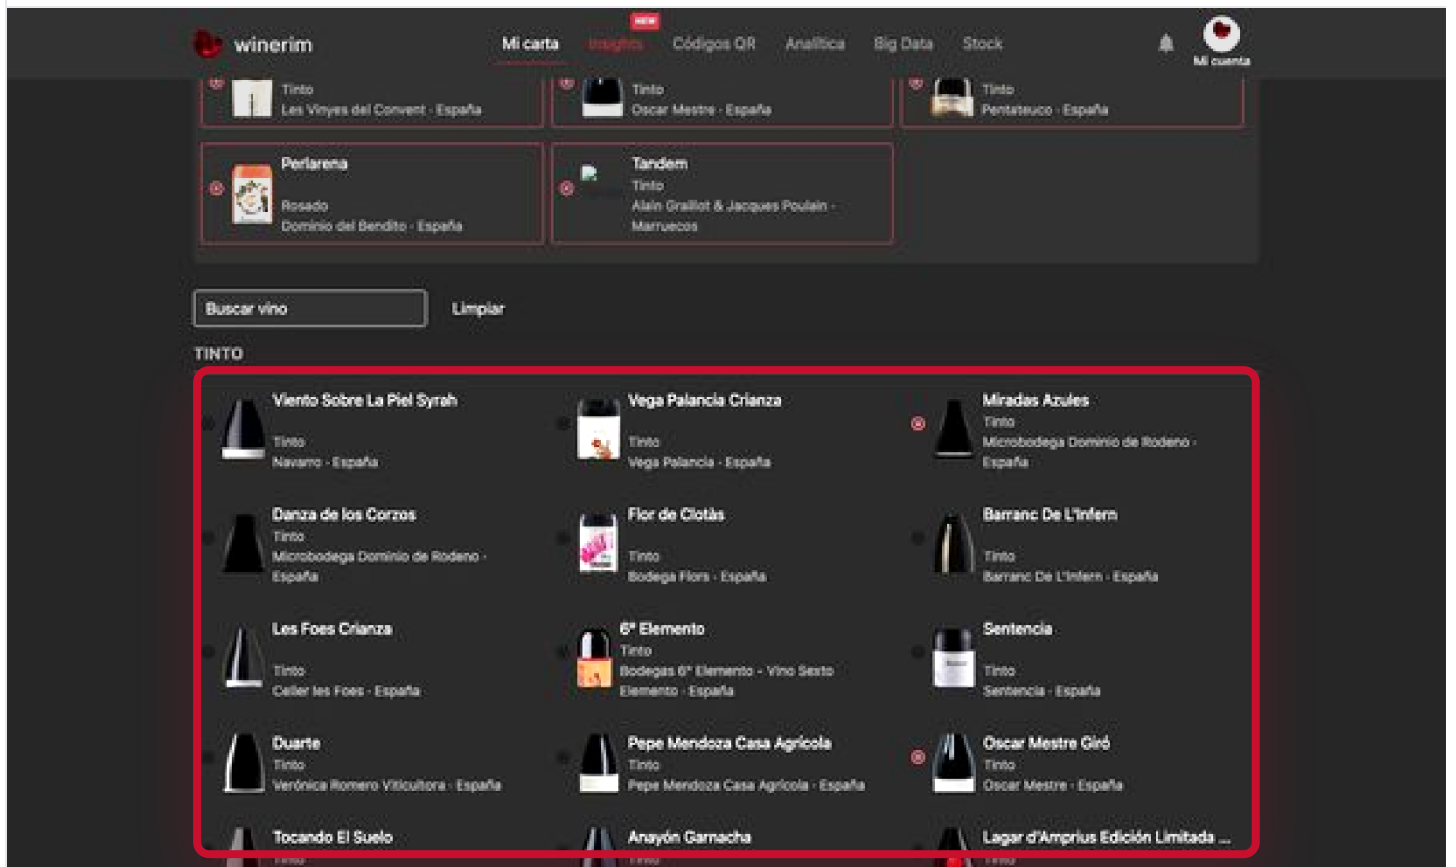 NEW
winerim
Mi carta
Insights
Códigos QR
Analítica
Big Data
Stock
Mi cuenta
Tinto
Les Vinyes del Convent - España
Tinto
Oscar Mestre - España
Tinto
Pentateuco - España
Perlarena
Rosado
Dominio del Bendito - España
Tandem
Tinto
Alain Graillot & Jacques Poulain -
Marruecos
Buscar vino
Limpiar
TINTO
Viento Sobre La Piel Syrah
Tinto
Navarro - España
Vega Palancia Crianza
Tinto
Vega Palancia - España
Miradas Azules
Tinto
Microbodega Dominio de Rodeno -
España
Danza de los Corzos
Tinto
Microbodega Dominio de Rodeno -
España
Flor de Clotàs
Tinto
Bodega Flors - España
Barranc De L'Infern
Tinto
Barranc De L'Infern - España
Les Foes Crianza
Tinto
Celler les Foes - España
6º Elemento
Tinto
Bodegas 6º Elemento - Vino Sexto
Elemento - España
Sentencia
Tinto
Sentencia - España
Duarte
Tinto
Verónica Romero Viticultora - España
Pepe Mendoza Casa Agrícola
Tinto
Pepe Mendoza Casa Agrícola - España
Oscar Mestre Giró
Tinto
Oscar Mestre - España
Tocando El Suelo
Tinto
Anayón Garnacha
Tinto
Lagar d'Amprius Edición Limitada ...
Tinto